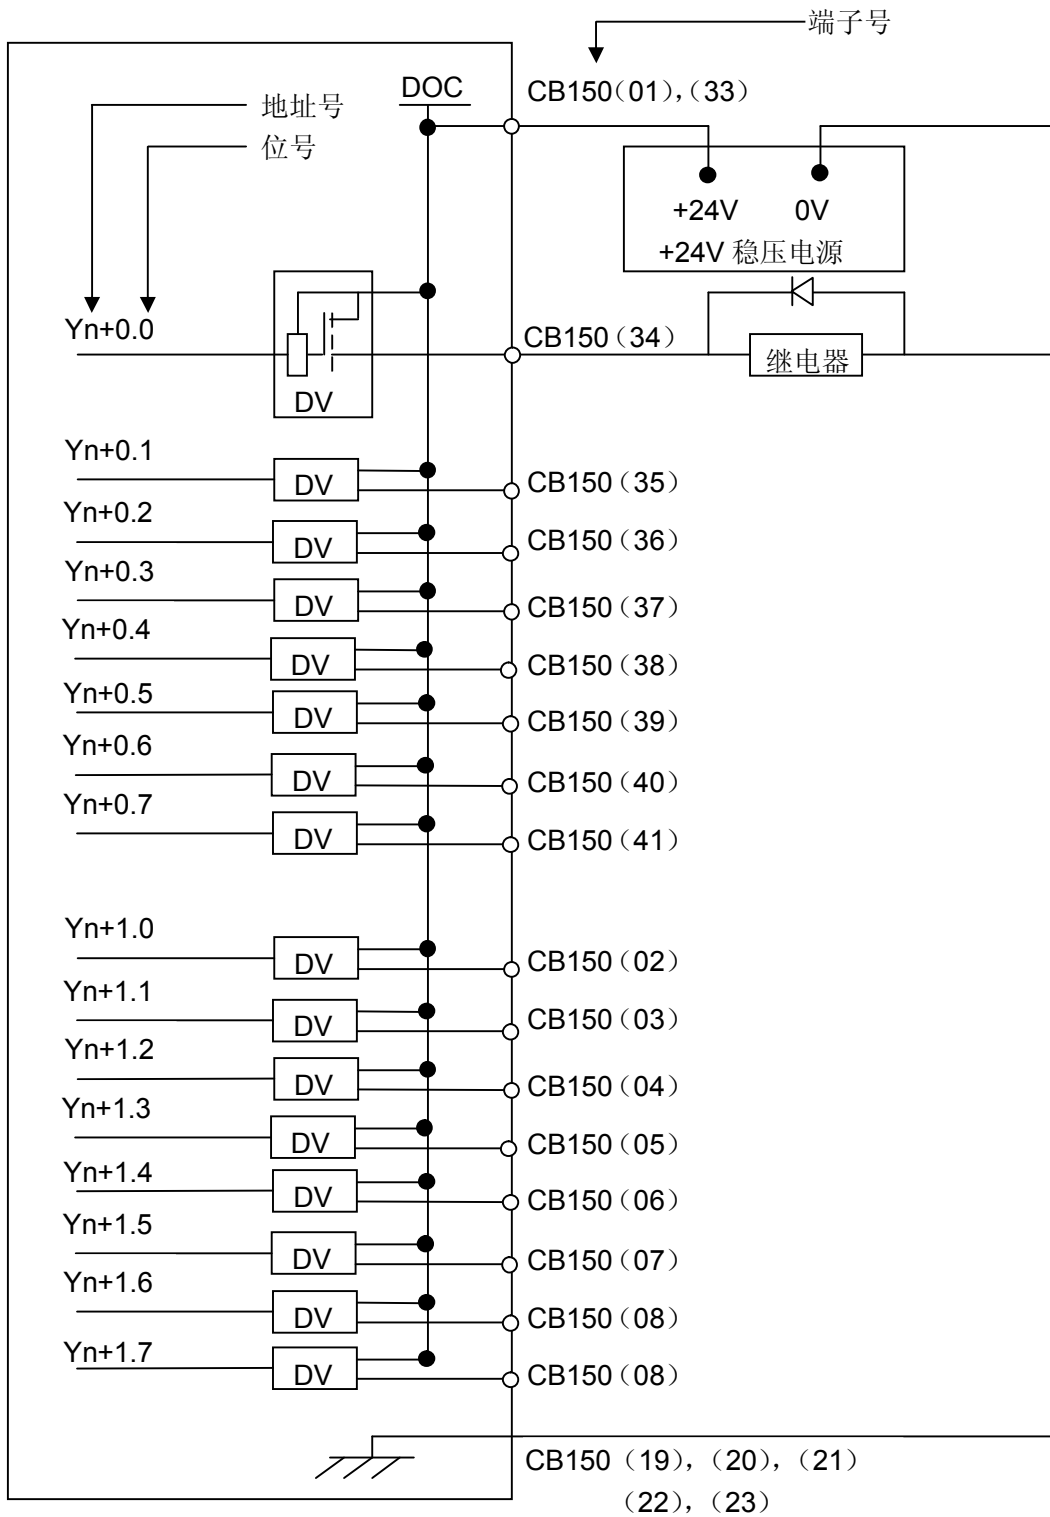 端子号
DOC
CB150(01),(33)
地址号
位号
+24V 0V
+24V 稳压电源
Yn+0.0
CB150（34）
继电器
DV
Yn+0.1
DV
CB150（35）
Yn+0.2
DV
CB150（36）
Yn+0.3
DV
CB150（37）
Yn+0.4
DV
CB150（38）
Yn+0.5
DV
CB150（39）
Yn+0.6
DV
CB150（40）
Yn+0.7
DV
CB150（41）
Yn+1.0
DV
CB150（02）
Yn+1.1
DV
CB150（03）
Yn+1.2
DV
CB150（04）
Yn+1.3
DV
CB150（05）
Yn+1.4
DV
CB150（06）
Yn+1.5
DV
CB150（07）
Yn+1.6
DV
CB150（08）
Yn+1.7
DV
CB150（08）
CB150（19），（20），（21）
（22），（23）